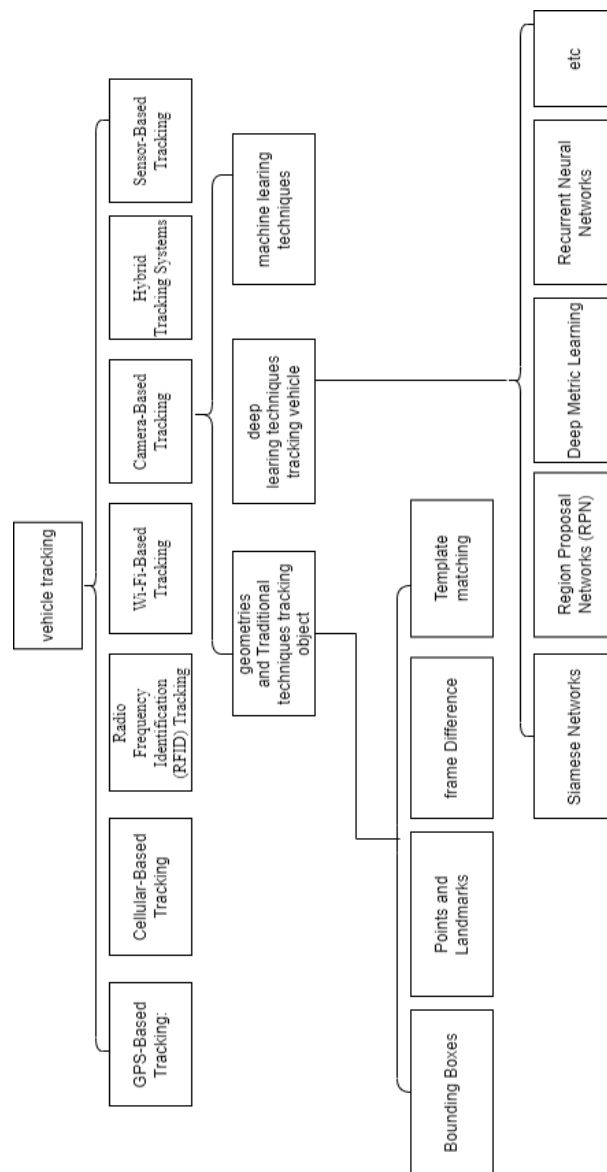 vehicle tracking
GPS-Based
Tracking:
Cellular-Based
Tracking
Radio
Frequency
Identification
(RFID) Tracking
Wi-Fi-Based
Tracking
Camera-Based
Tracking
Hybrid
Tracking Systems
Sensor-Based
Tracking
geometries
and Traditional
techniques tracking
object
deep
learing techniques
tracking vehicle
machine learing
techniques
Bounding Boxes
Points and
Landmarks
frame Difference
Template
matching
Siamese Networks
Region Proposal
Networks (RPN)
Deep Metric Learning
Recurrent Neural
Networks
etc